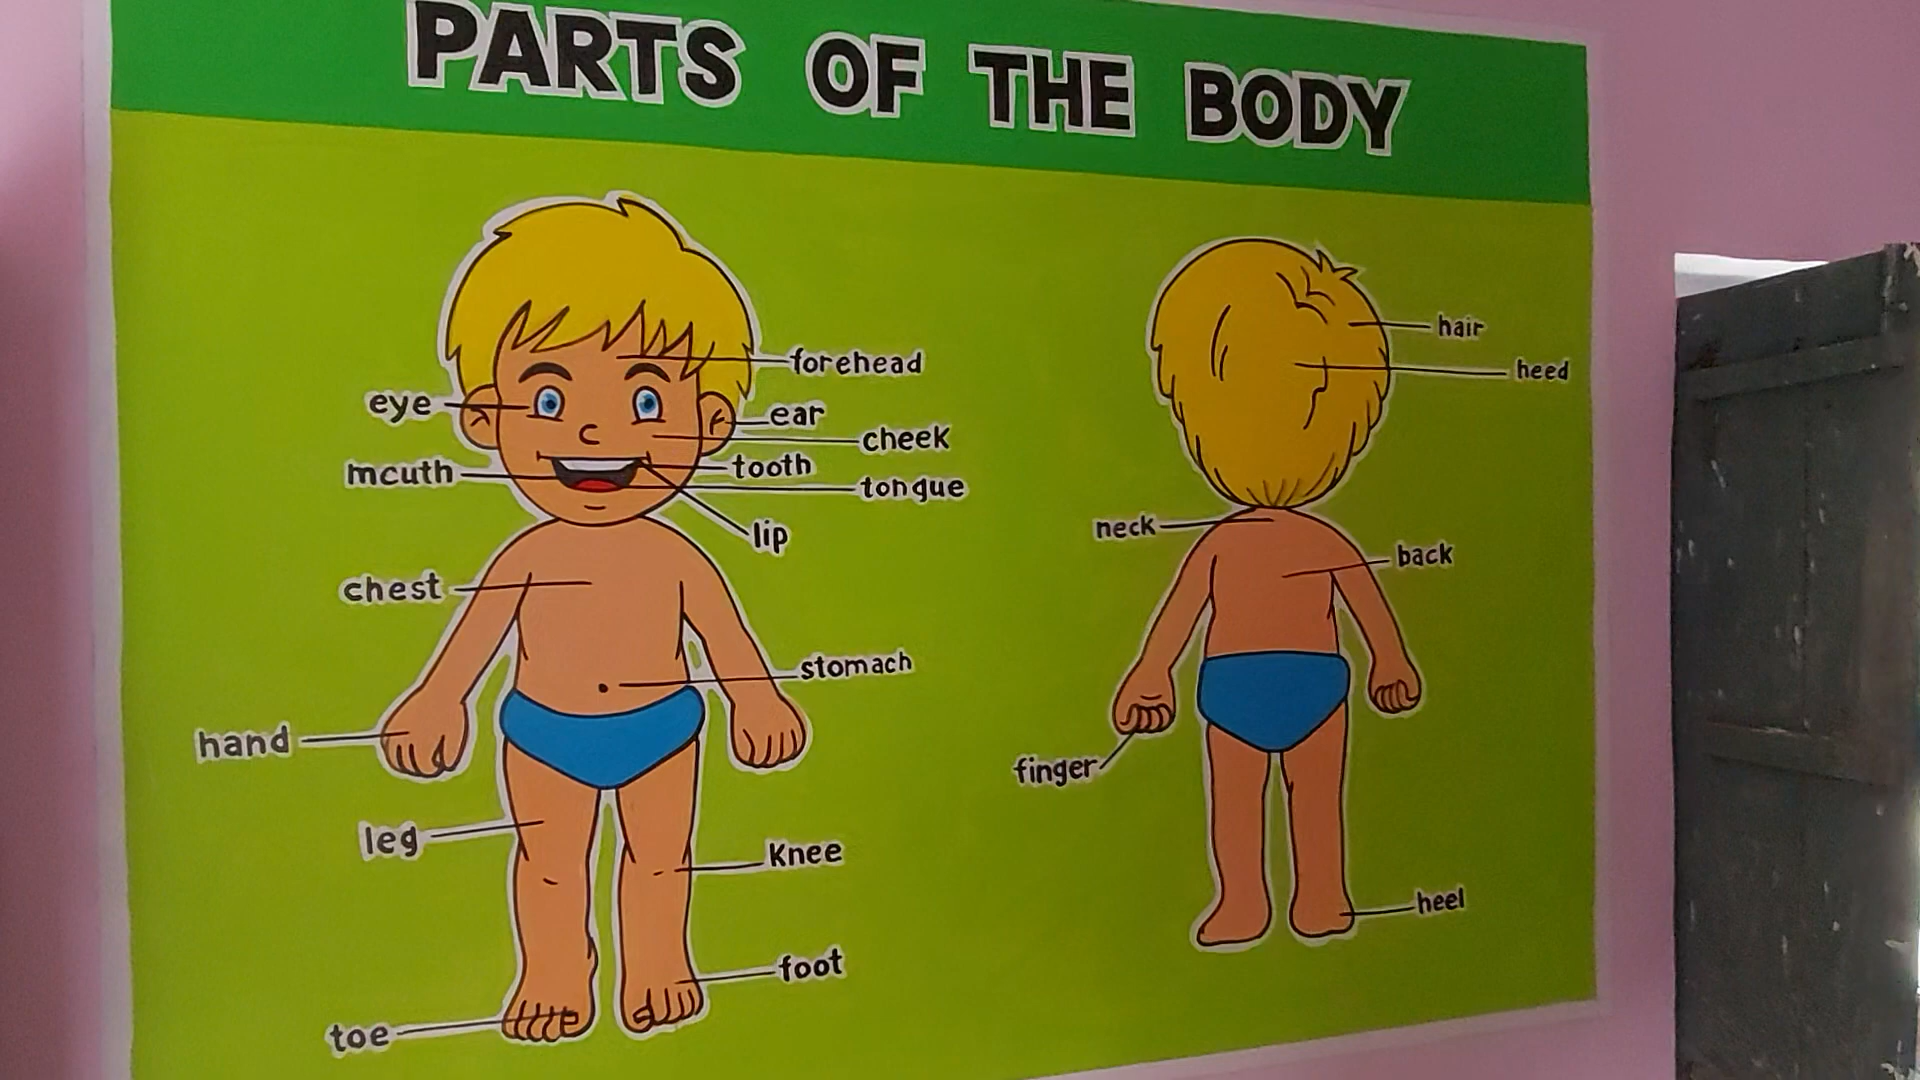 PARTS OF THE BODY
forehead
eye
ear
cheek
mcuth
tooth
tongue
lip
chest
stomach
hand
leg
Knee
foot
toe
hair
heed
neck
back
finger
heel